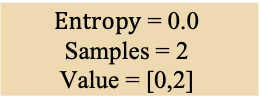 Entropy = 0.0
Samples = 2
Value = [0,2]